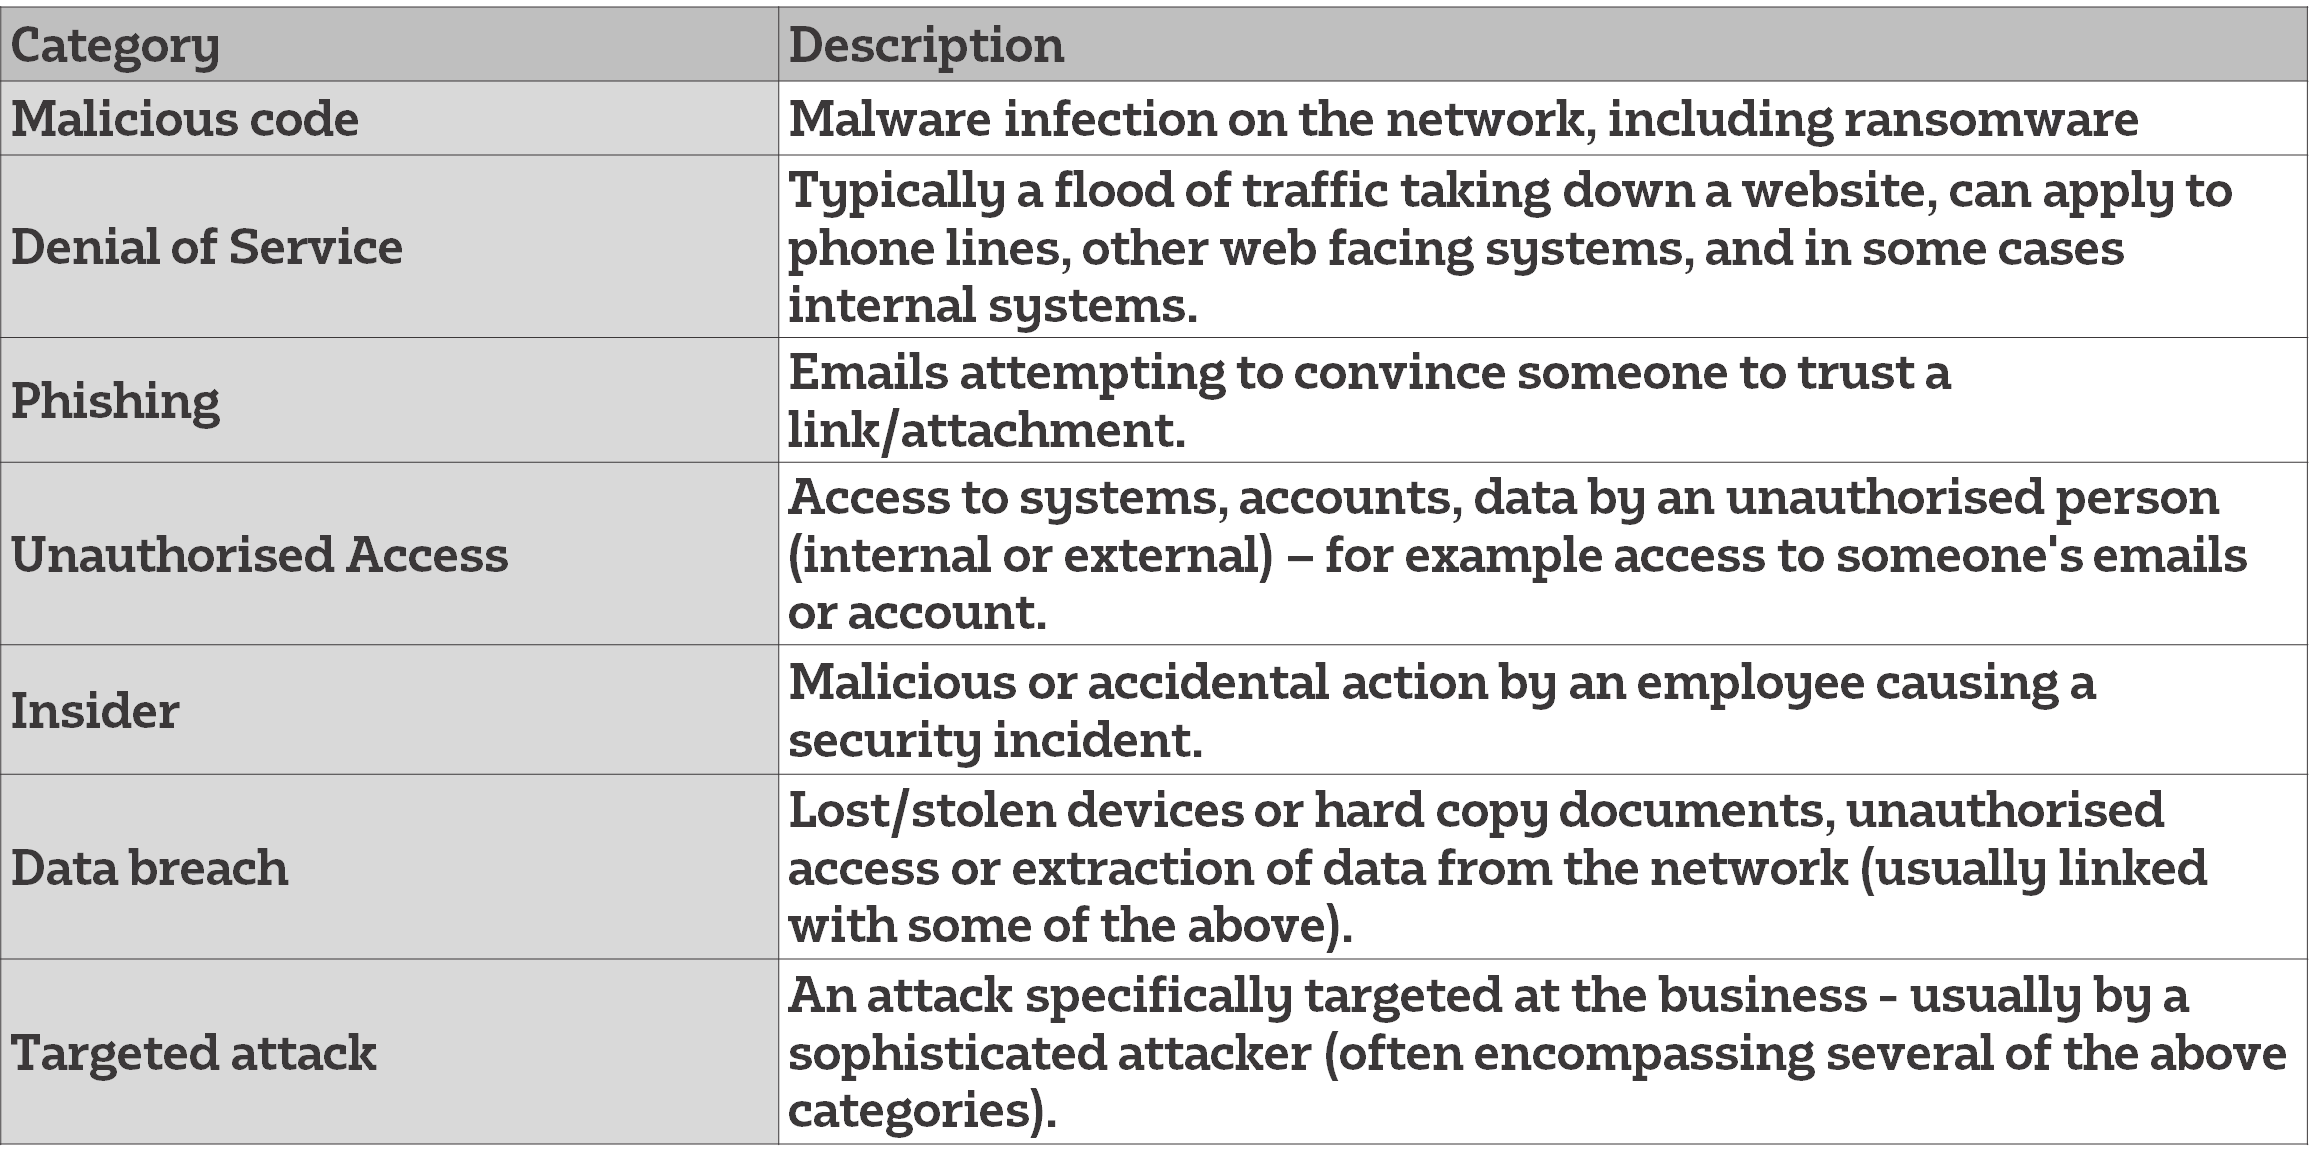 Category
Description
Malicious code
Malware infection on the network, including ransomware
Denial of Service
Typically a flood of traffic taking down a website, can apply to
phone lines, other web facing systems, and in some cases
internal systems.
Phishing
Emails attempting to convince someone to trust a
link/attachment.
Unauthorised Access
Access to systems, accounts, data by an unauthorised person
(internal or external) – for example access to someone's emails
or account.
Insider
Malicious or accidental action by an employee causing a
security incident.
Data breach
Lost/stolen devices or hard copy documents, unauthorised
access or extraction of data from the network (usually linked
with some of the above).
Targeted attack
An attack specifically targeted at the business - usually by a
sophisticated attacker (often encompassing several of the above
categories).